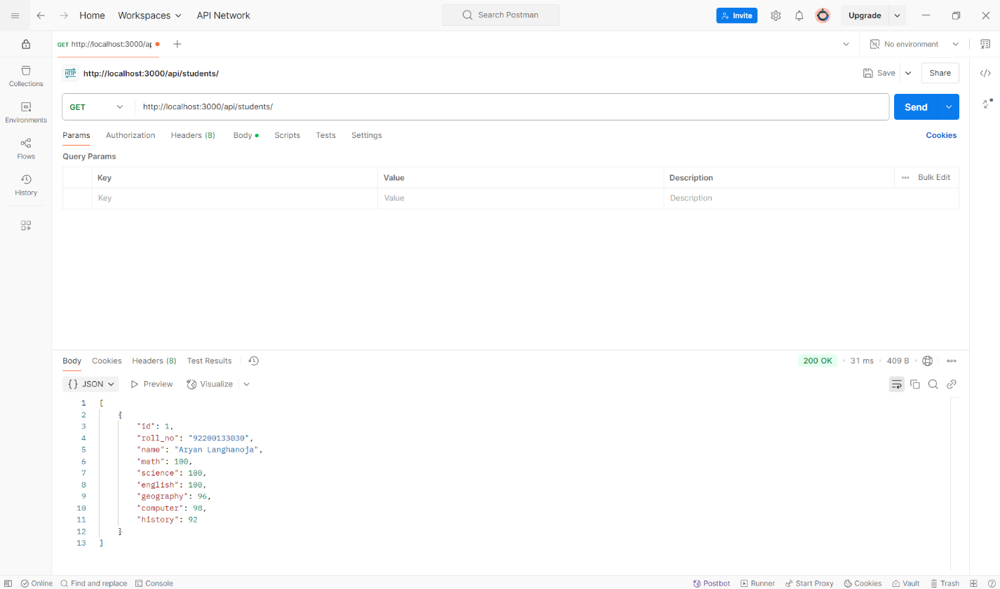 Home Workspaces API Network Search Postman Invite Upgrade
GET http://localhost:3000/ap No environment
HTTP http://localhost:3000/api/students/ Save Share
GET http://localhost:3000/api/students/ Send
Params Authorization Headers (8) Body Scripts Tests Settings Cookies
Query Params
Key Value Description Bulk Edit
Key Value Description
Collections
Environments
Flows
History
Body Cookies Headers (8) Test Results 200 OK 31 ms 409 B
{} JSON Preview Visualize
1 [
2 {
3 "id": 1,
4 "roll_no": "92200133030",
5 "name": "Aryan Langhanoja",
6 "math": 100,
7 "science": 100,
8 "english": 100,
9 "geography": 96,
10 "computer": 98,
11 "history": 92
12 }
13 ]
Online Find and replace Console Postbot Runner Start Proxy Cookies Vault Trash